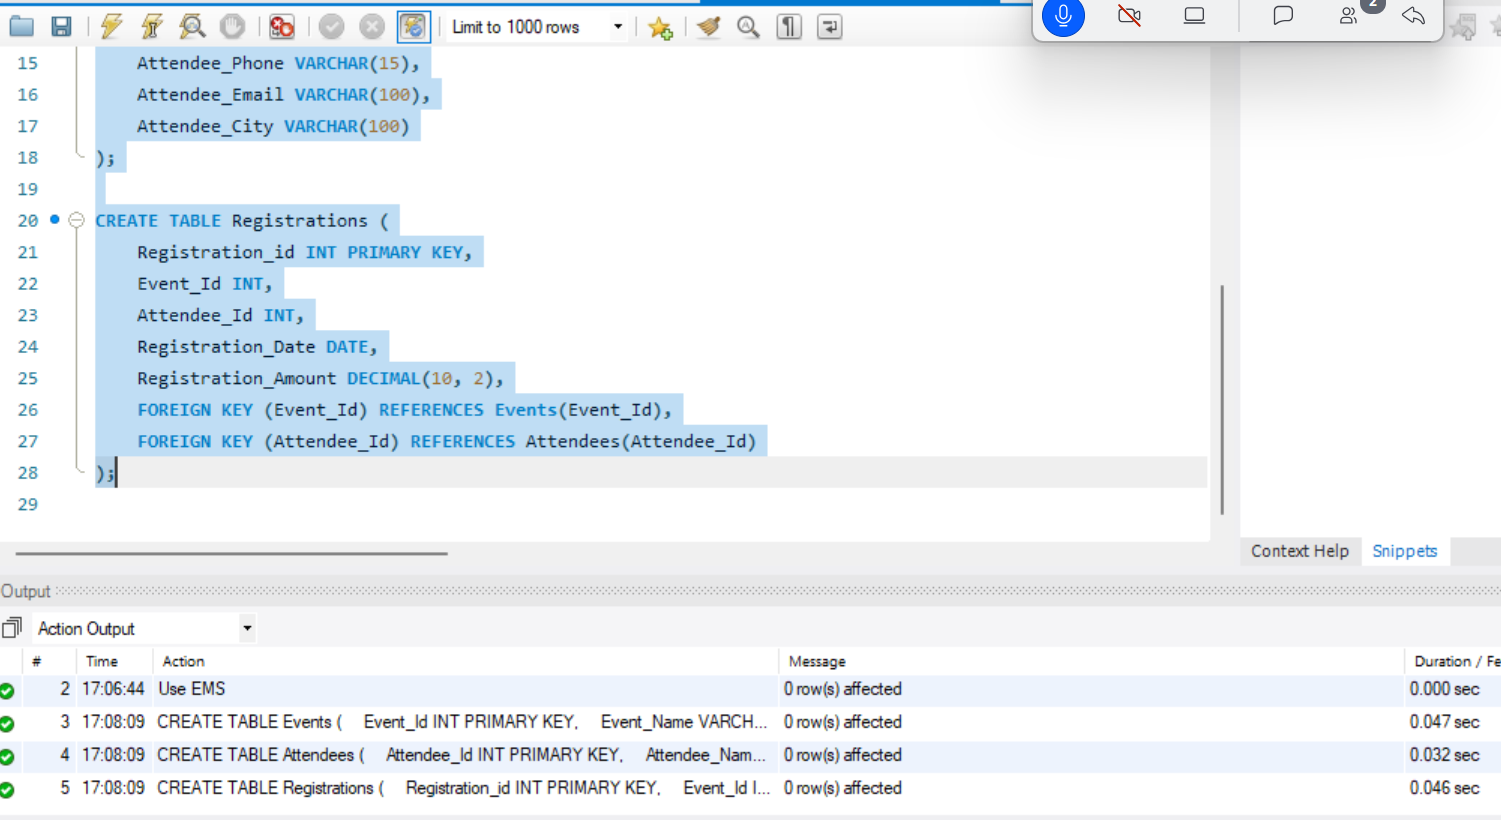 Limit to 1000 rows
2
15 Attendee_Phone VARCHAR(15),
16 Attendee_Email VARCHAR(100),
17 Attendee_City VARCHAR(100)
18 );
19
20 CREATE TABLE Registrations (
21 Registration_id INT PRIMARY KEY,
22 Event_Id INT,
23 Attendee_Id INT,
24 Registration_Date DATE,
25 Registration_Amount DECIMAL(10, 2),
26 FOREIGN KEY (Event_Id) REFERENCES Events(Event_Id),
27 FOREIGN KEY (Attendee_Id) REFERENCES Attendees(Attendee_Id)
28 );
29
Context Help Snippets
Output
Action Output
# Time Action Message Duration / Fe
2 17:06:44 Use EMS 0 row(s) affected 0.000 sec
3 17:08:09 CREATE TABLE Events ( Event_Id INT PRIMARY KEY, Event_Name VARCH... 0 row(s) affected 0.047 sec
4 17:08:09 CREATE TABLE Attendees ( Attendee_Id INT PRIMARY KEY, Attendee_Nam... 0 row(s) affected 0.032 sec
5 17:08:09 CREATE TABLE Registrations ( Registration_id INT PRIMARY KEY, Event_Id I... 0 row(s) affected 0.046 sec